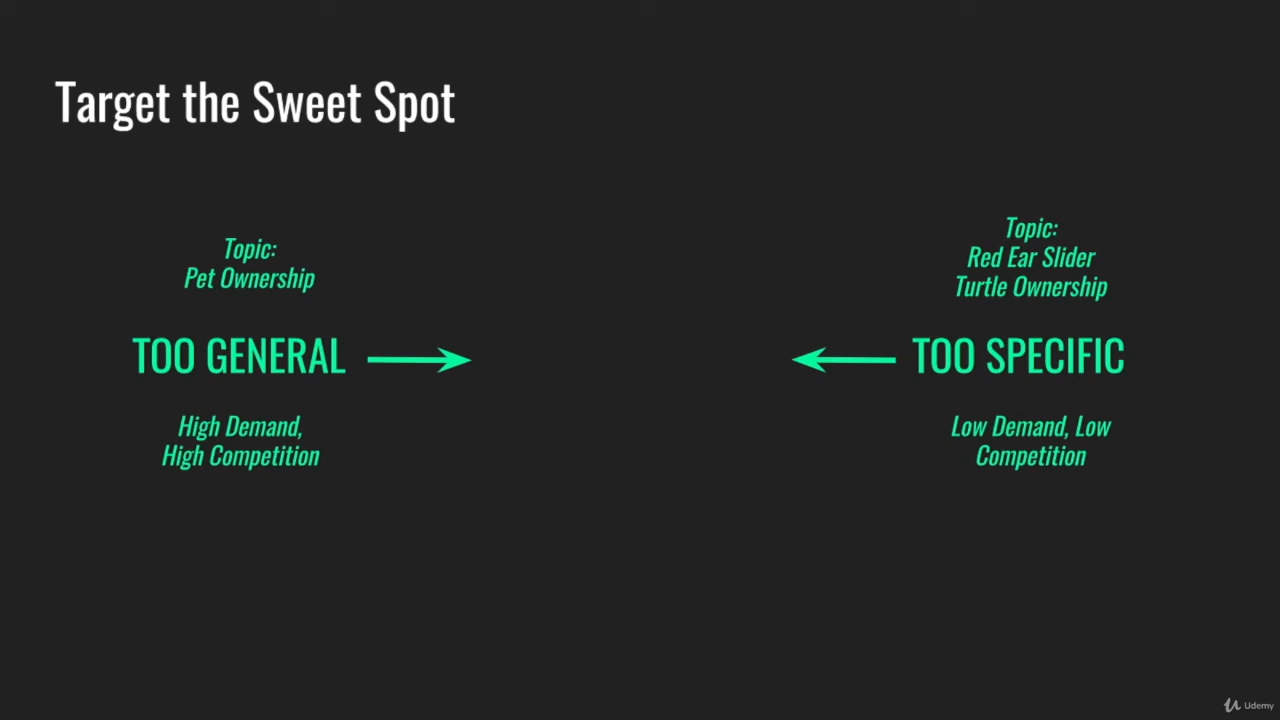 Target the Sweet Spot
Topic:
Pet Ownership
TOO GENERAL
High Demand,
High Competition
Topic:
Red Ear Slider
Turtle Ownership
TOO SPECIFIC
Low Demand, Low
Competition
Udemy